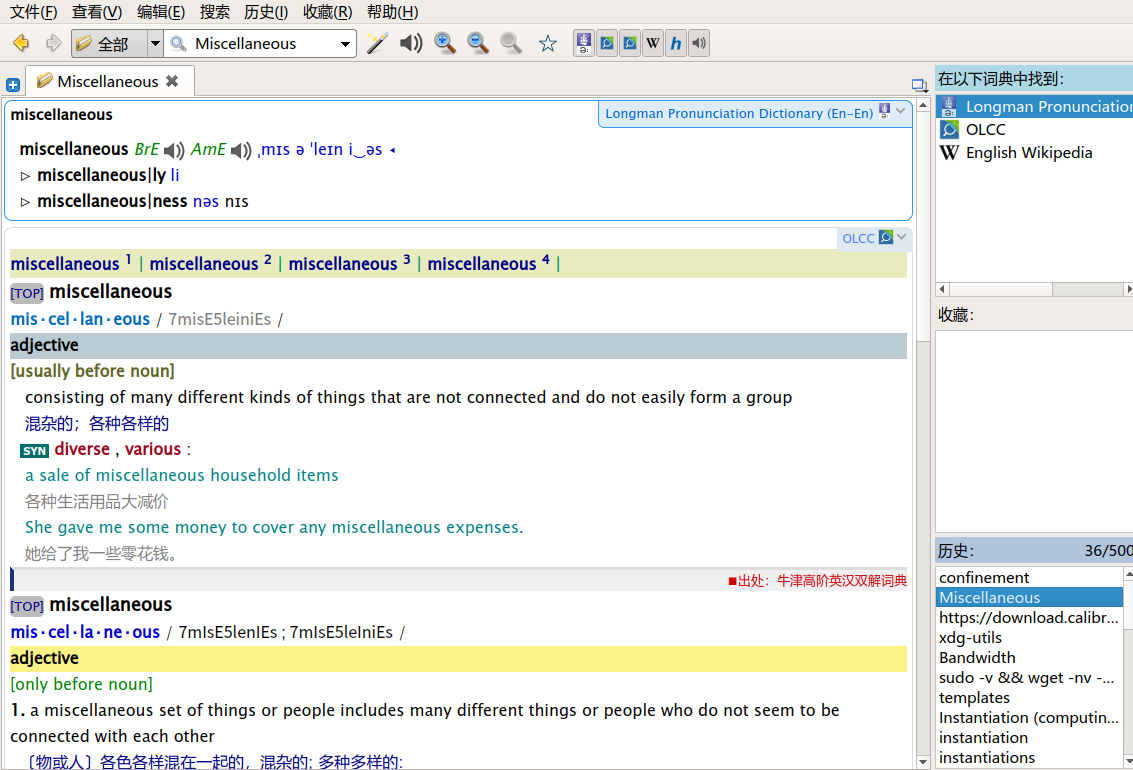 文件(F) 查看(V) 编辑(E) 搜索 历史(I) 收藏(R) 帮助(H)
全部 Miscellaneous
Miscellaneous
miscellaneous
Longman Pronunciation Dictionary (En-En)
miscellaneous BrE AmE ˌmɪs ə ˈleɪn i‿əs ◂
▷ miscellaneous|ly li
▷ miscellaneous|ness nəs nɪs
OLCC
miscellaneous 1 | miscellaneous 2 | miscellaneous 3 | miscellaneous 4 |
[TOP] miscellaneous
mis·cel·lan·eous / 7misE5leiniEs /
adjective
[usually before noun]
consisting of many different kinds of things that are not connected and do not easily form a group
混杂的；各种各样的
SYN diverse , various :
a sale of miscellaneous household items
各种生活用品大减价
She gave me some money to cover any miscellaneous expenses.
她给了我一些零花钱。
■出处：牛津高阶英汉双解词典
[TOP] miscellaneous
mis·cel·la·ne·ous / 7mIsE5lenIEs ; 7mIsE5leIniEs /
adjective
[only before noun]
1. a miscellaneous set of things or people includes many different things or people who do not seem to be
connected with each other
〔物或人〕各色各样混在一起的，混杂的; 多种多样的:
在以下词典中找到：
Longman Pronunciation
OLCC
English Wikipedia
收藏：
历史： 36/500
confinement
Miscellaneous
https://download.calibr...
xdg-utils
Bandwidth
sudo -v && wget -nv -...
templates
Instantiation (computin...
instantiation
instantiations